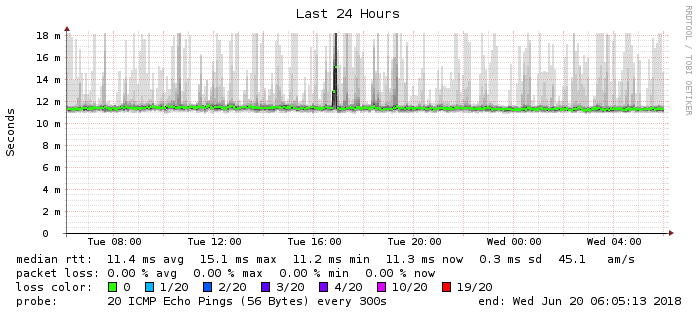 Last 24 Hours
RRDTOOL / TOBI OETIKER
Seconds
18 m
16 m
14 m
12 m
10 m
8 m
6 m
4 m
2 m
0
Tue 08:00 Tue 12:00 Tue 16:00 Tue 20:00 Wed 00:00 Wed 04:00
median rtt: 11.4 ms avg 15.1 ms max 11.2 ms min 11.3 ms now 0.3 ms sd 45.1 am/s
packet loss: 0.00 % avg 0.00 % max 0.00 % min 0.00 % now
loss color: 0 1/20 2/20 3/20 4/20 10/20 19/20
probe: 20 ICMP Echo Pings (56 Bytes) every 300s end: Wed Jun 20 06:05:13 2018